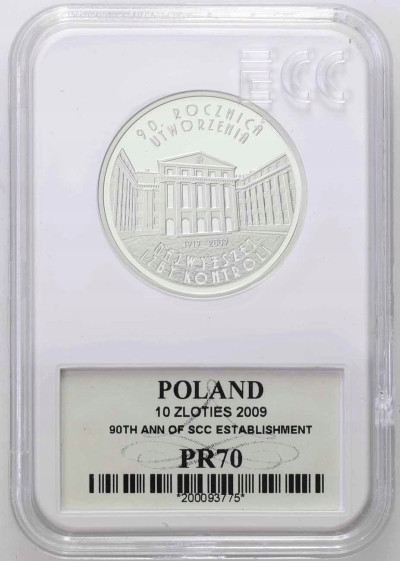 ECC
90. ROCZNICA
UTWORZENIA
1919 - 2009
NAJWYŻSZEJ
IZBY KONTROLI
POLAND
10 ZLOTIES 2009
90TH ANN OF SCC ESTABLISHMENT
PR70
*200093775*